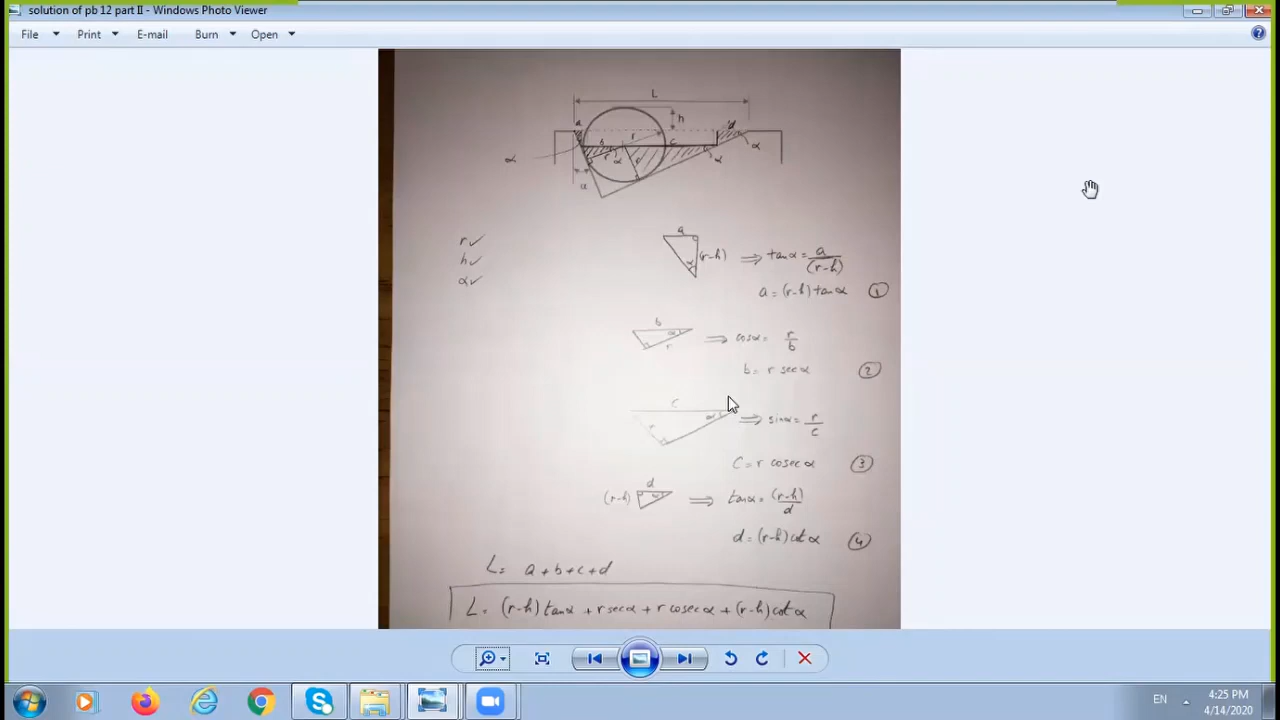 solution of pb 12 part II - Windows Photo Viewer
File Print Burn E-mail Open
L
a
h
d
r
b
c
α
r
α
r
α
α
a
r✓
h✓
α✓
a
(r-h)
α
⇒ tanα = a/(r-h)
a = (r-h) tanα ①
b
α
r
⇒ cosα = r/b
b = r secα ②
c
α
r
⇒ sinα = r/c
C = r cosecα ③
d
(r-h)
α
⇒ tanα = (r-h)/d
d = (r-h) cotα ④
L = a + b + c + d
L = (r-h) tanα + r secα + r cosecα + (r-h) cotα
EN
4:25 PM
4/14/2020